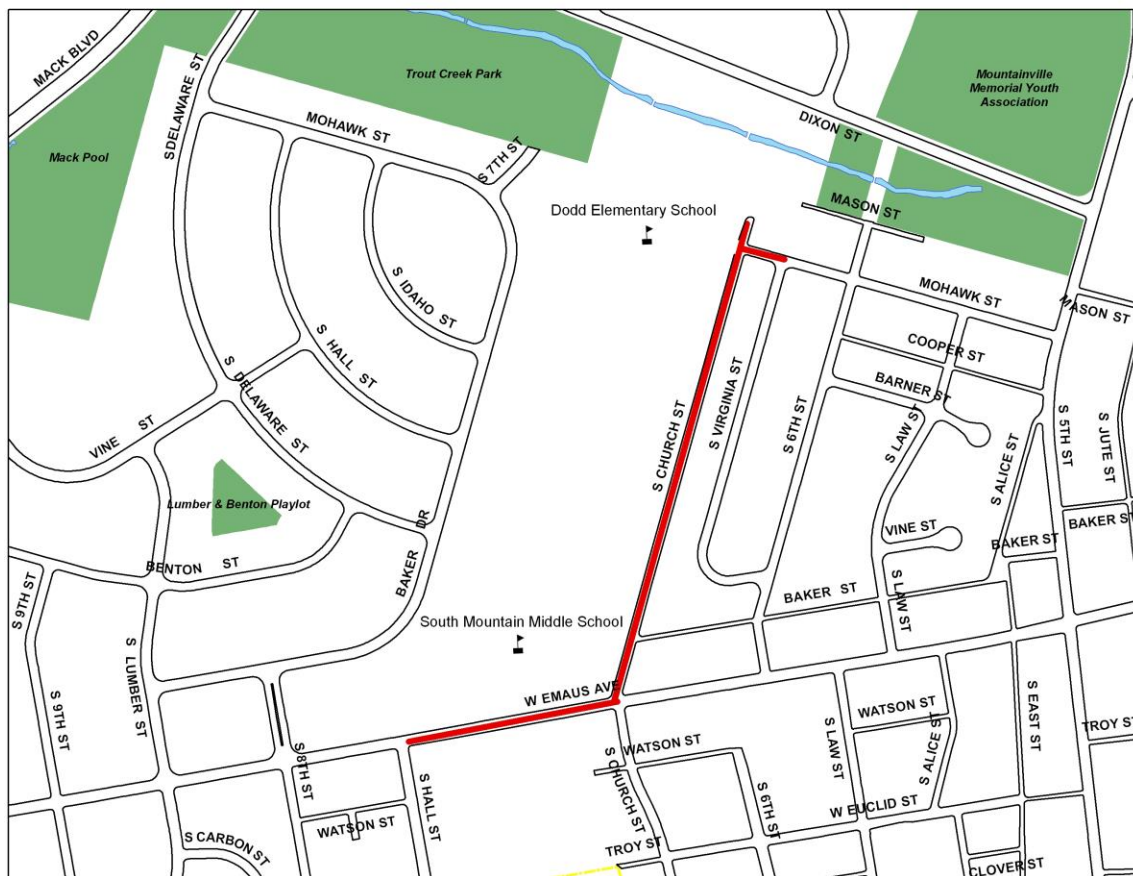 MACK BLVD
SDELAWARE ST
Trout Creek Park
Mountainville
Memorial Youth
Association
DIXON ST
MOHAWK ST
Mack Pool
S 7TH ST
Dodd Elementary School
MASON ST
S IDAHO ST
MOHAWK ST
MASON ST
S HALL ST
COOPER ST
BARNER ST
S DELAWARE ST
S VIRGINIA ST
S 6TH ST
S CHURCH ST
S LAW ST
S ALICE ST
S 5TH ST
S JUTE ST
VINE ST
Lumber & Benton Playlot
BAKER DR
VINE ST
BAKER ST
BAKER ST
BENTON ST
S 9TH ST
BAKER ST
S LAW ST
South Mountain Middle School
S LUMBER ST
W EMAUS AVE
S 9TH ST
S 8TH ST
WATSON ST
S EAST ST
TROY ST
WATSON ST
S LAW ST
S ALICE ST
S CHURCH ST
S 6TH ST
S HALL ST
W EUCLID ST
WATSON ST
S CARBON ST
TROY ST
CLOVER ST